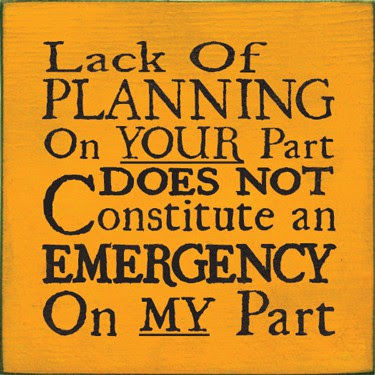 Lack Of
PLANNING
On YOUR Part
DOES NOT
Constitute an
EMERGENCY
On MY Part